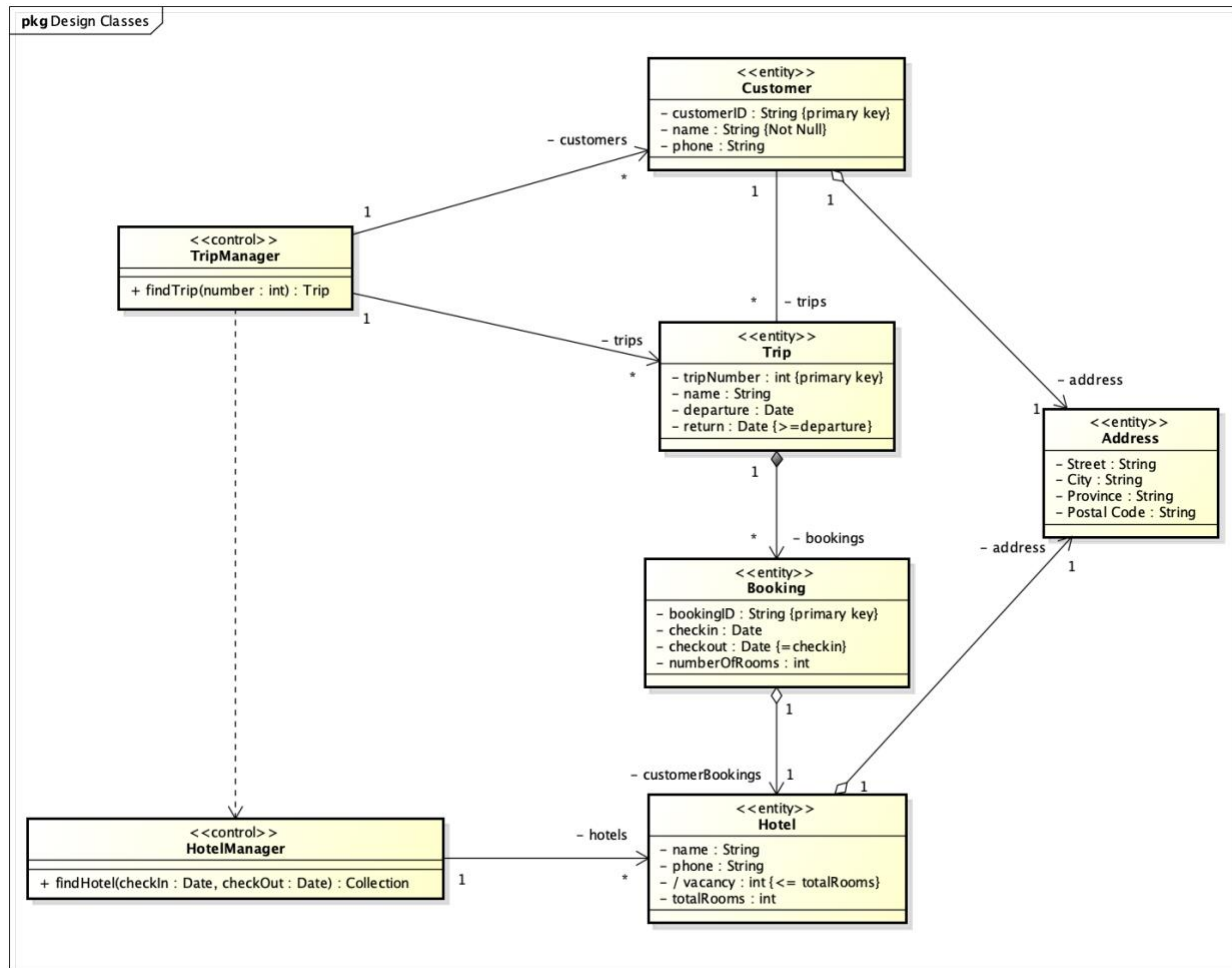 pkg Design Classes
<<entity>>
Customer
- customerID : String {primary key}
- name : String {Not Null}
- phone : String
- customers
*
1
1
1
<<control>>
TripManager
+ findTrip(number : int) : Trip
1
* - trips
- trips
*
<<entity>>
Trip
- tripNumber : int {primary key}
- name : String
- departure : Date
- return : Date {>=departure}
- address
1
<<entity>>
Address
- Street : String
- City : String
- Province : String
- Postal Code : String
1
* - bookings
- address
1
<<entity>>
Booking
- bookingID : String {primary key}
- checkin : Date
- checkout : Date {=checkin}
- numberOfRooms : int
1
- customerBookings 1
1
<<control>>
HotelManager
+ findHotel(checkIn : Date, checkOut : Date) : Collection
- hotels
1
*
<<entity>>
Hotel
- name : String
- phone : String
- / vacancy : int {<= totalRooms}
- totalRooms : int